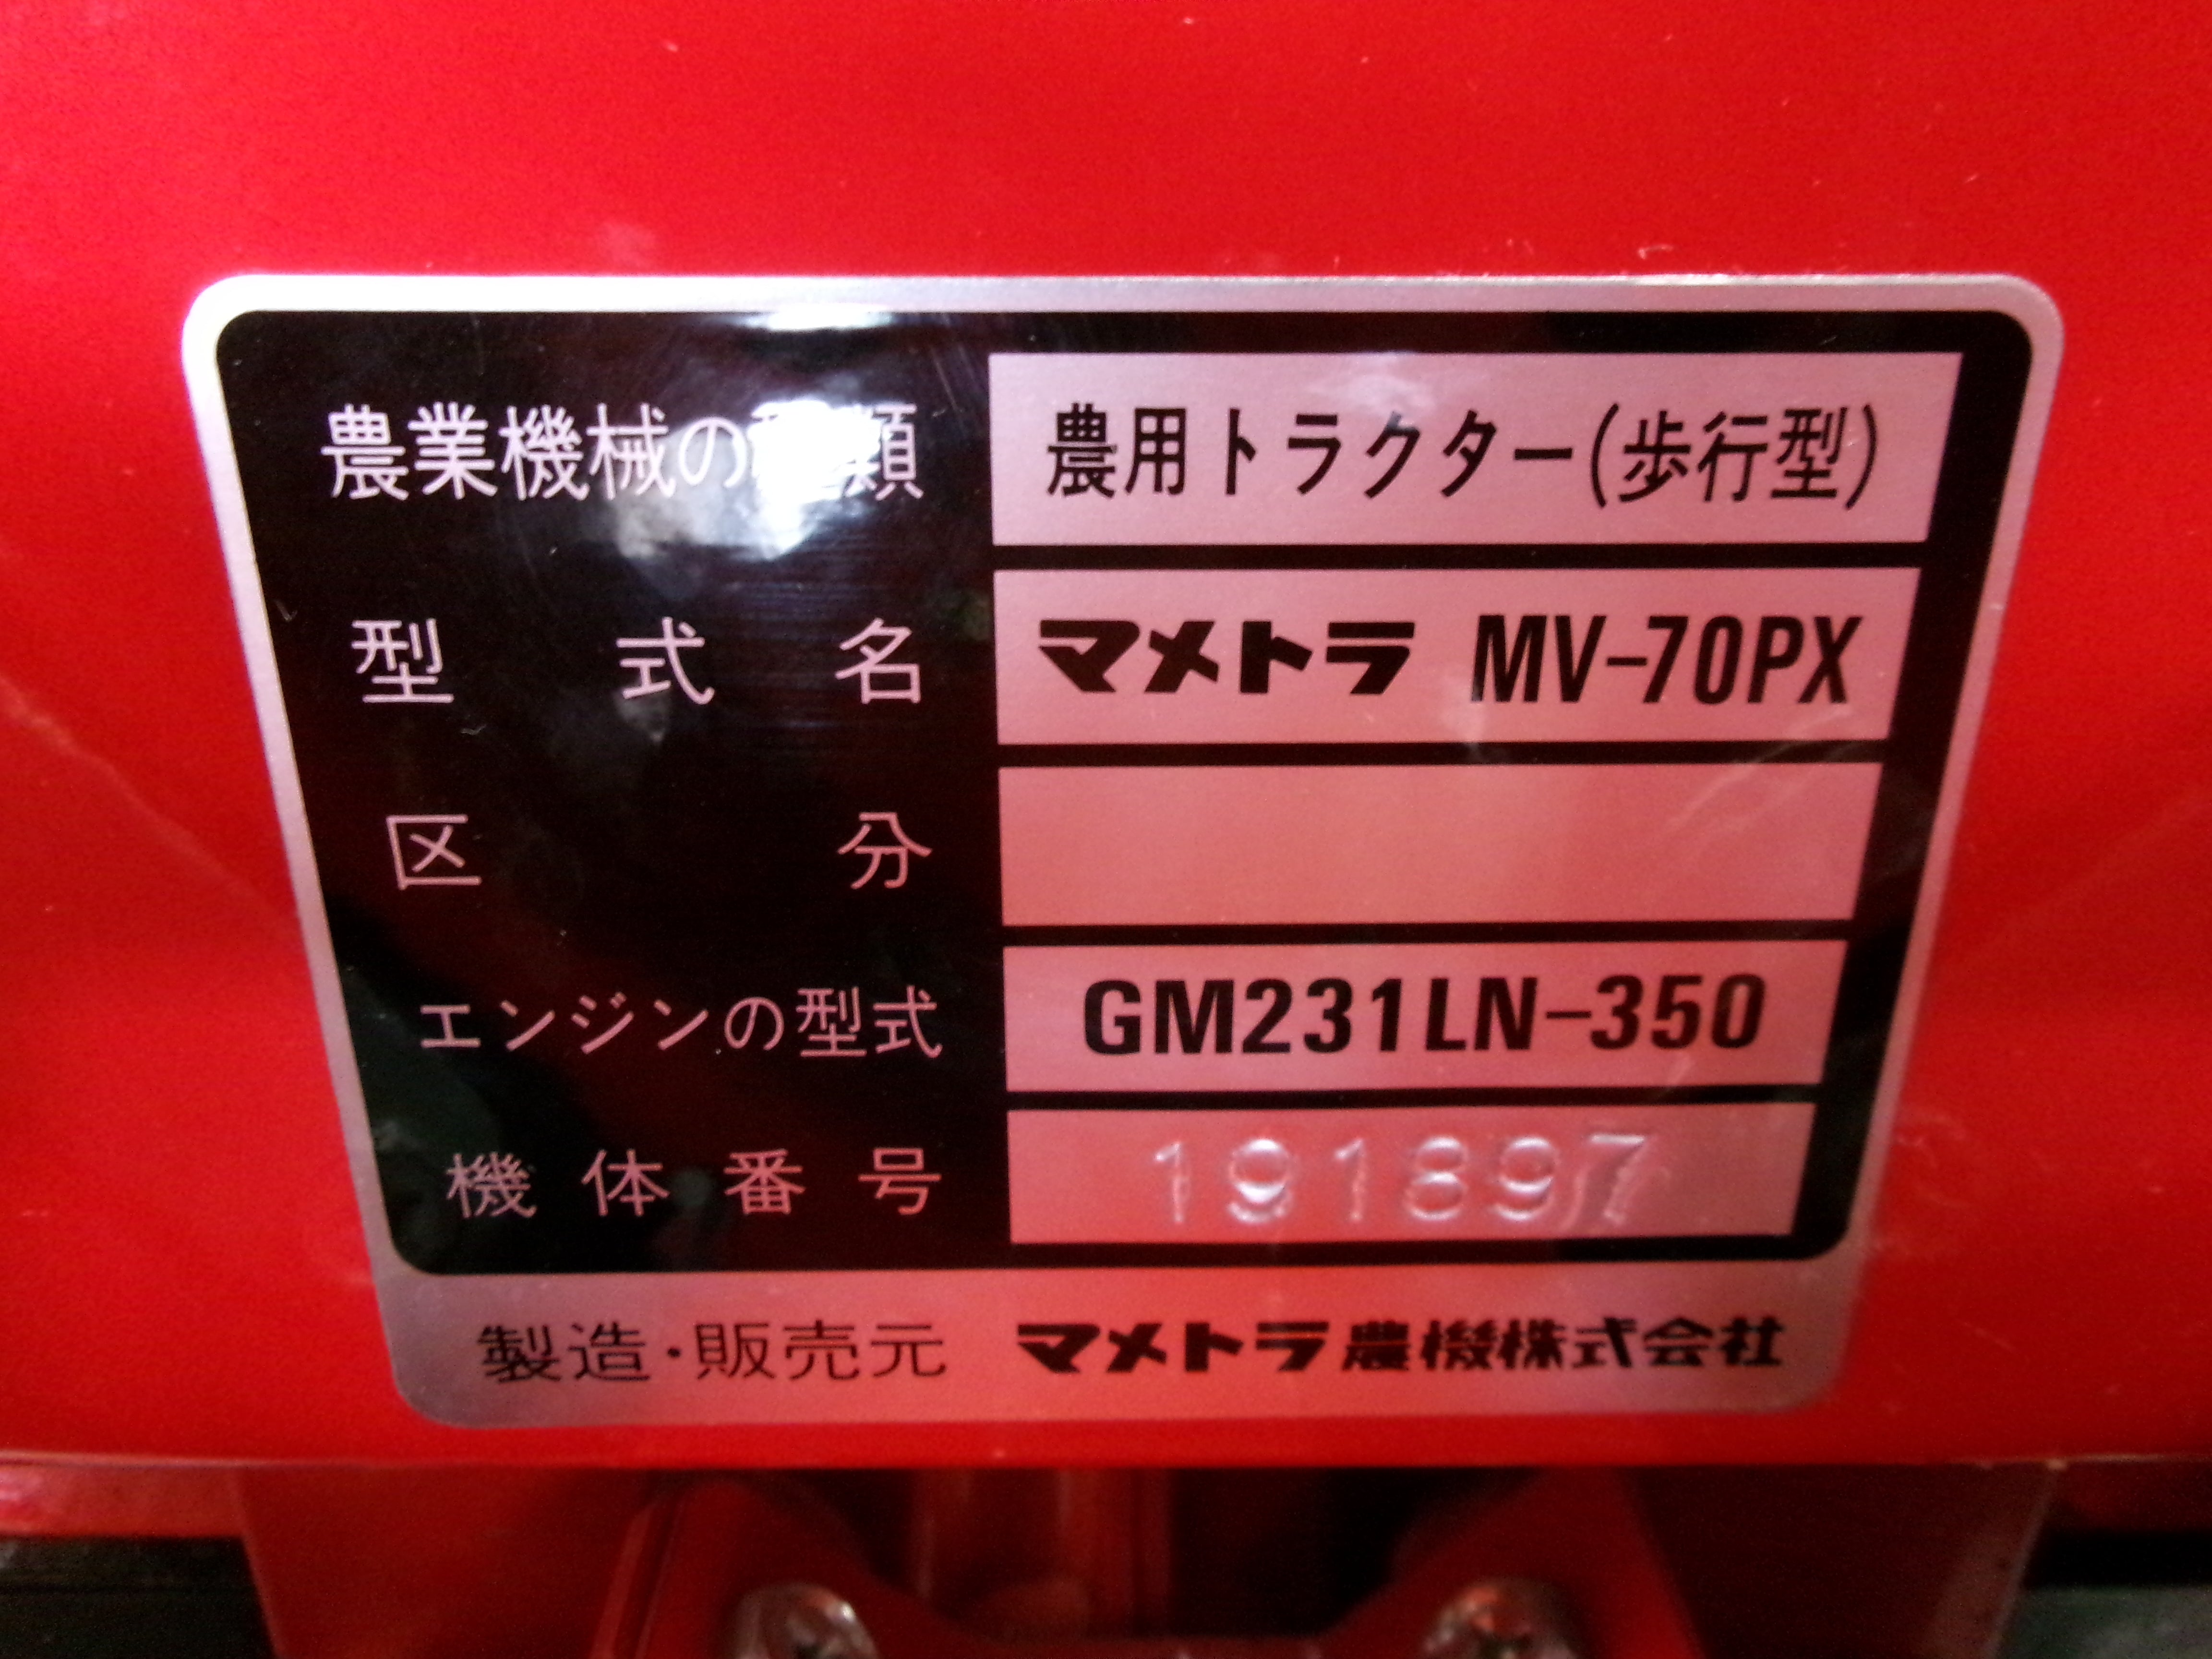 農業機械の種類 農用トラクター(歩行型)
型式名 マメトラ MV-70PX
区分
エンジンの型式 GM231LN-350
機体番号 191897
製造・販売元 マメトラ農機株式会社